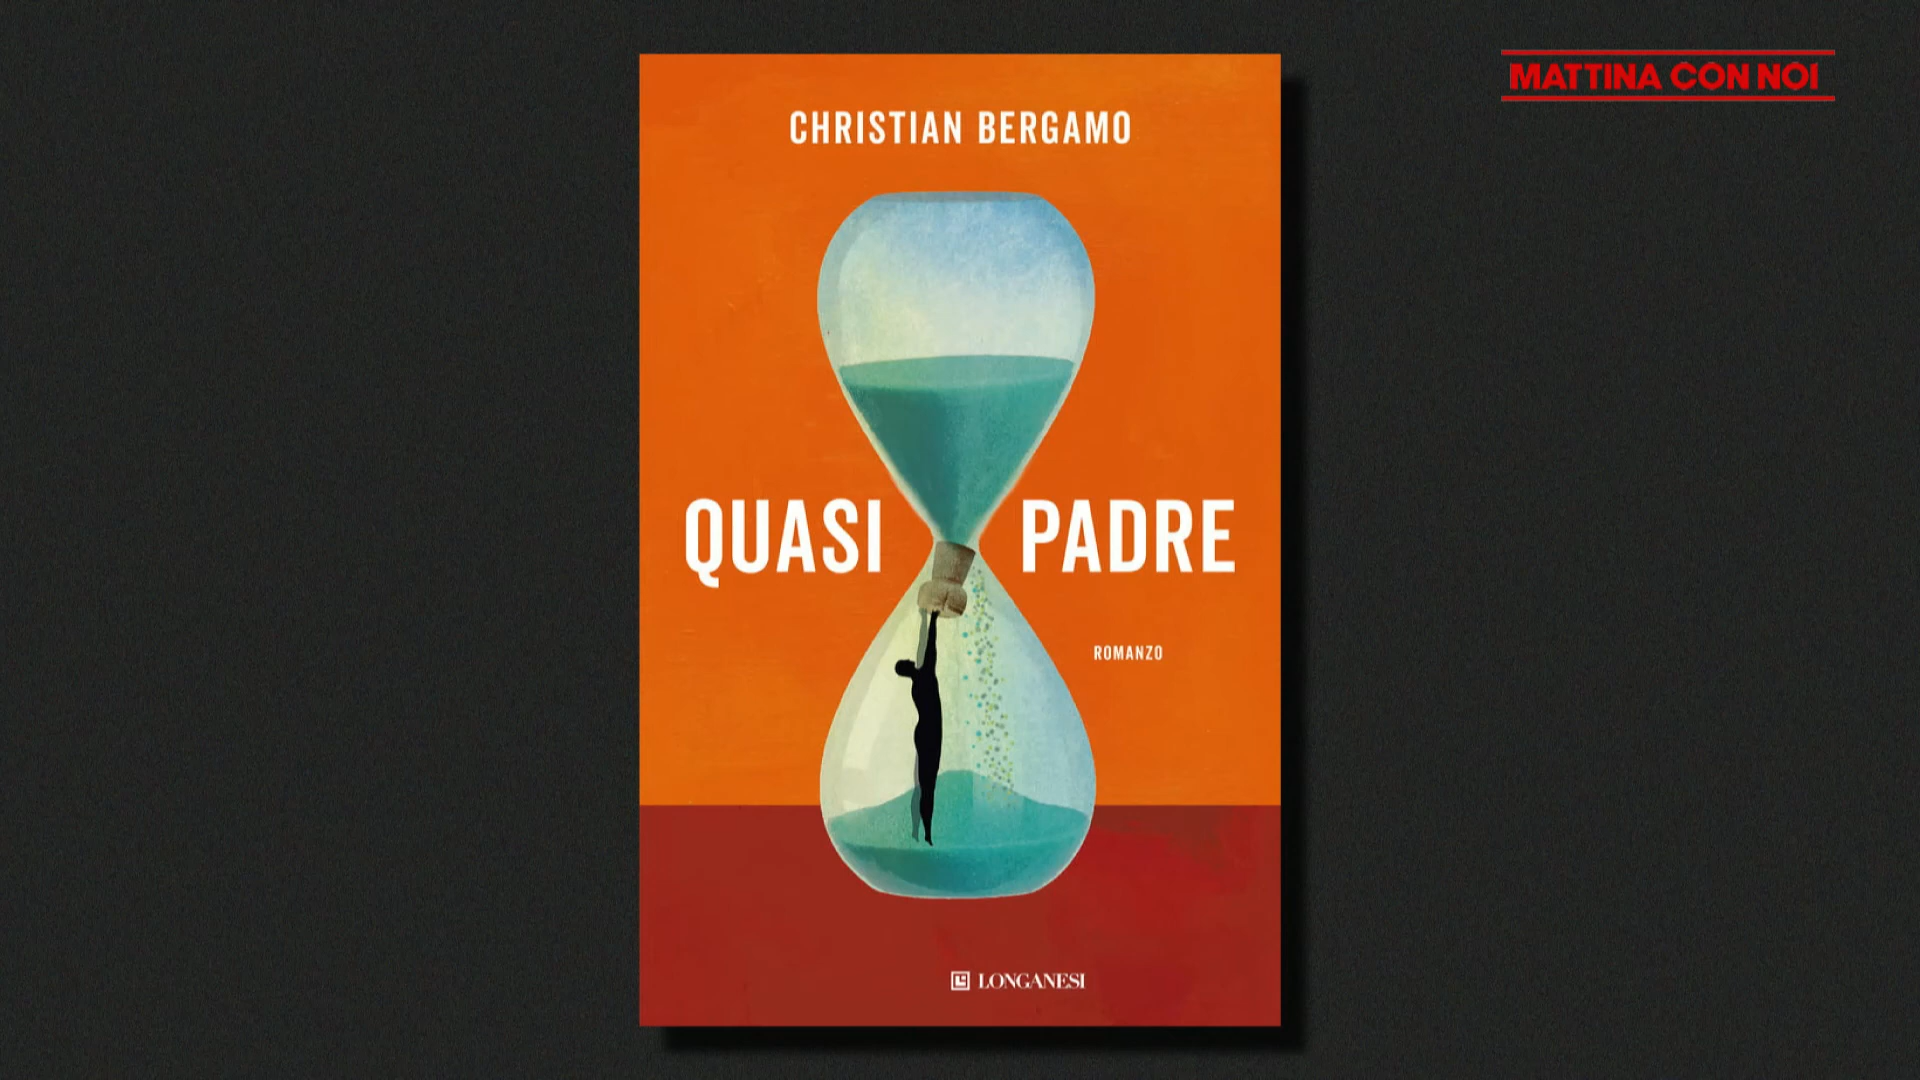 MATTINA CON NOI
CHRISTIAN BERGAMO
QUASI PADRE
ROMANZO
LONGANESI